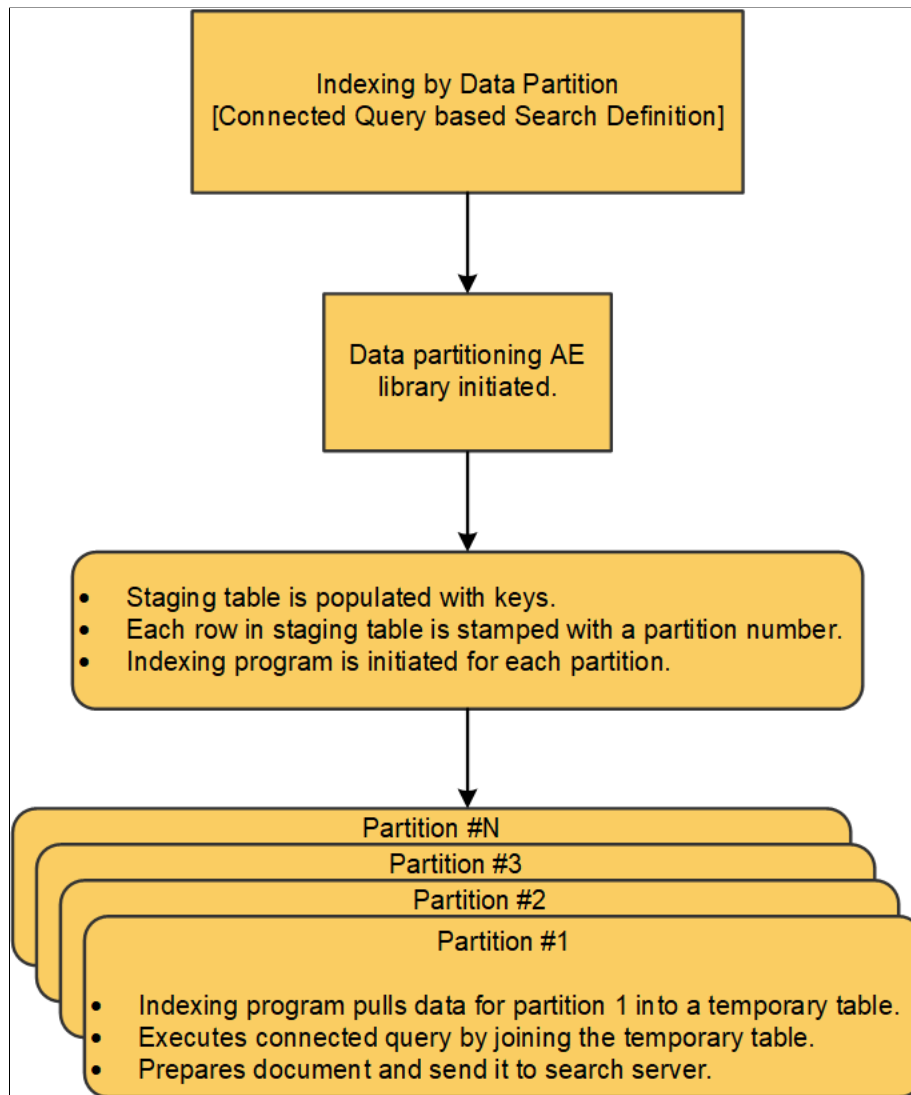 Indexing by Data Partition
[Connected Query based Search Definition]
Data partitioning AE
library initiated.
• Staging table is populated with keys.
• Each row in staging table is stamped with a partition number.
• Indexing program is initiated for each partition.
Partition #N
Partition #3
Partition #2
Partition #1
• Indexing program pulls data for partition 1 into a temporary table.
• Executes connected query by joining the temporary table.
• Prepares document and send it to search server.